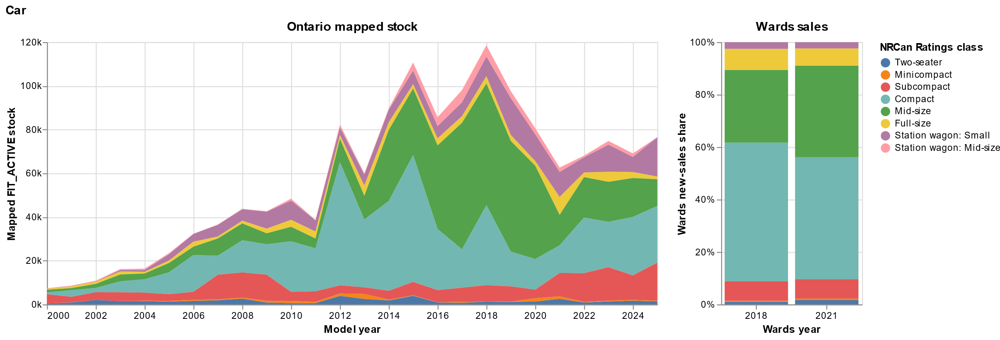 Car
Ontario mapped stock
Mapped FIT_ACTIVE stock
120k
100k
80k
60k
40k
20k
0k
2000 2002 2004 2006 2008 2010 2012 2014 2016 2018 2020 2022 2024
Model year
Wards sales
Wards new-sales share
100%
80%
60%
40%
20%
0%
2018 2021
Wards year
NRCan Ratings class
Two-seater
Minicompact
Subcompact
Compact
Mid-size
Full-size
Station wagon: Small
Station wagon: Mid-size